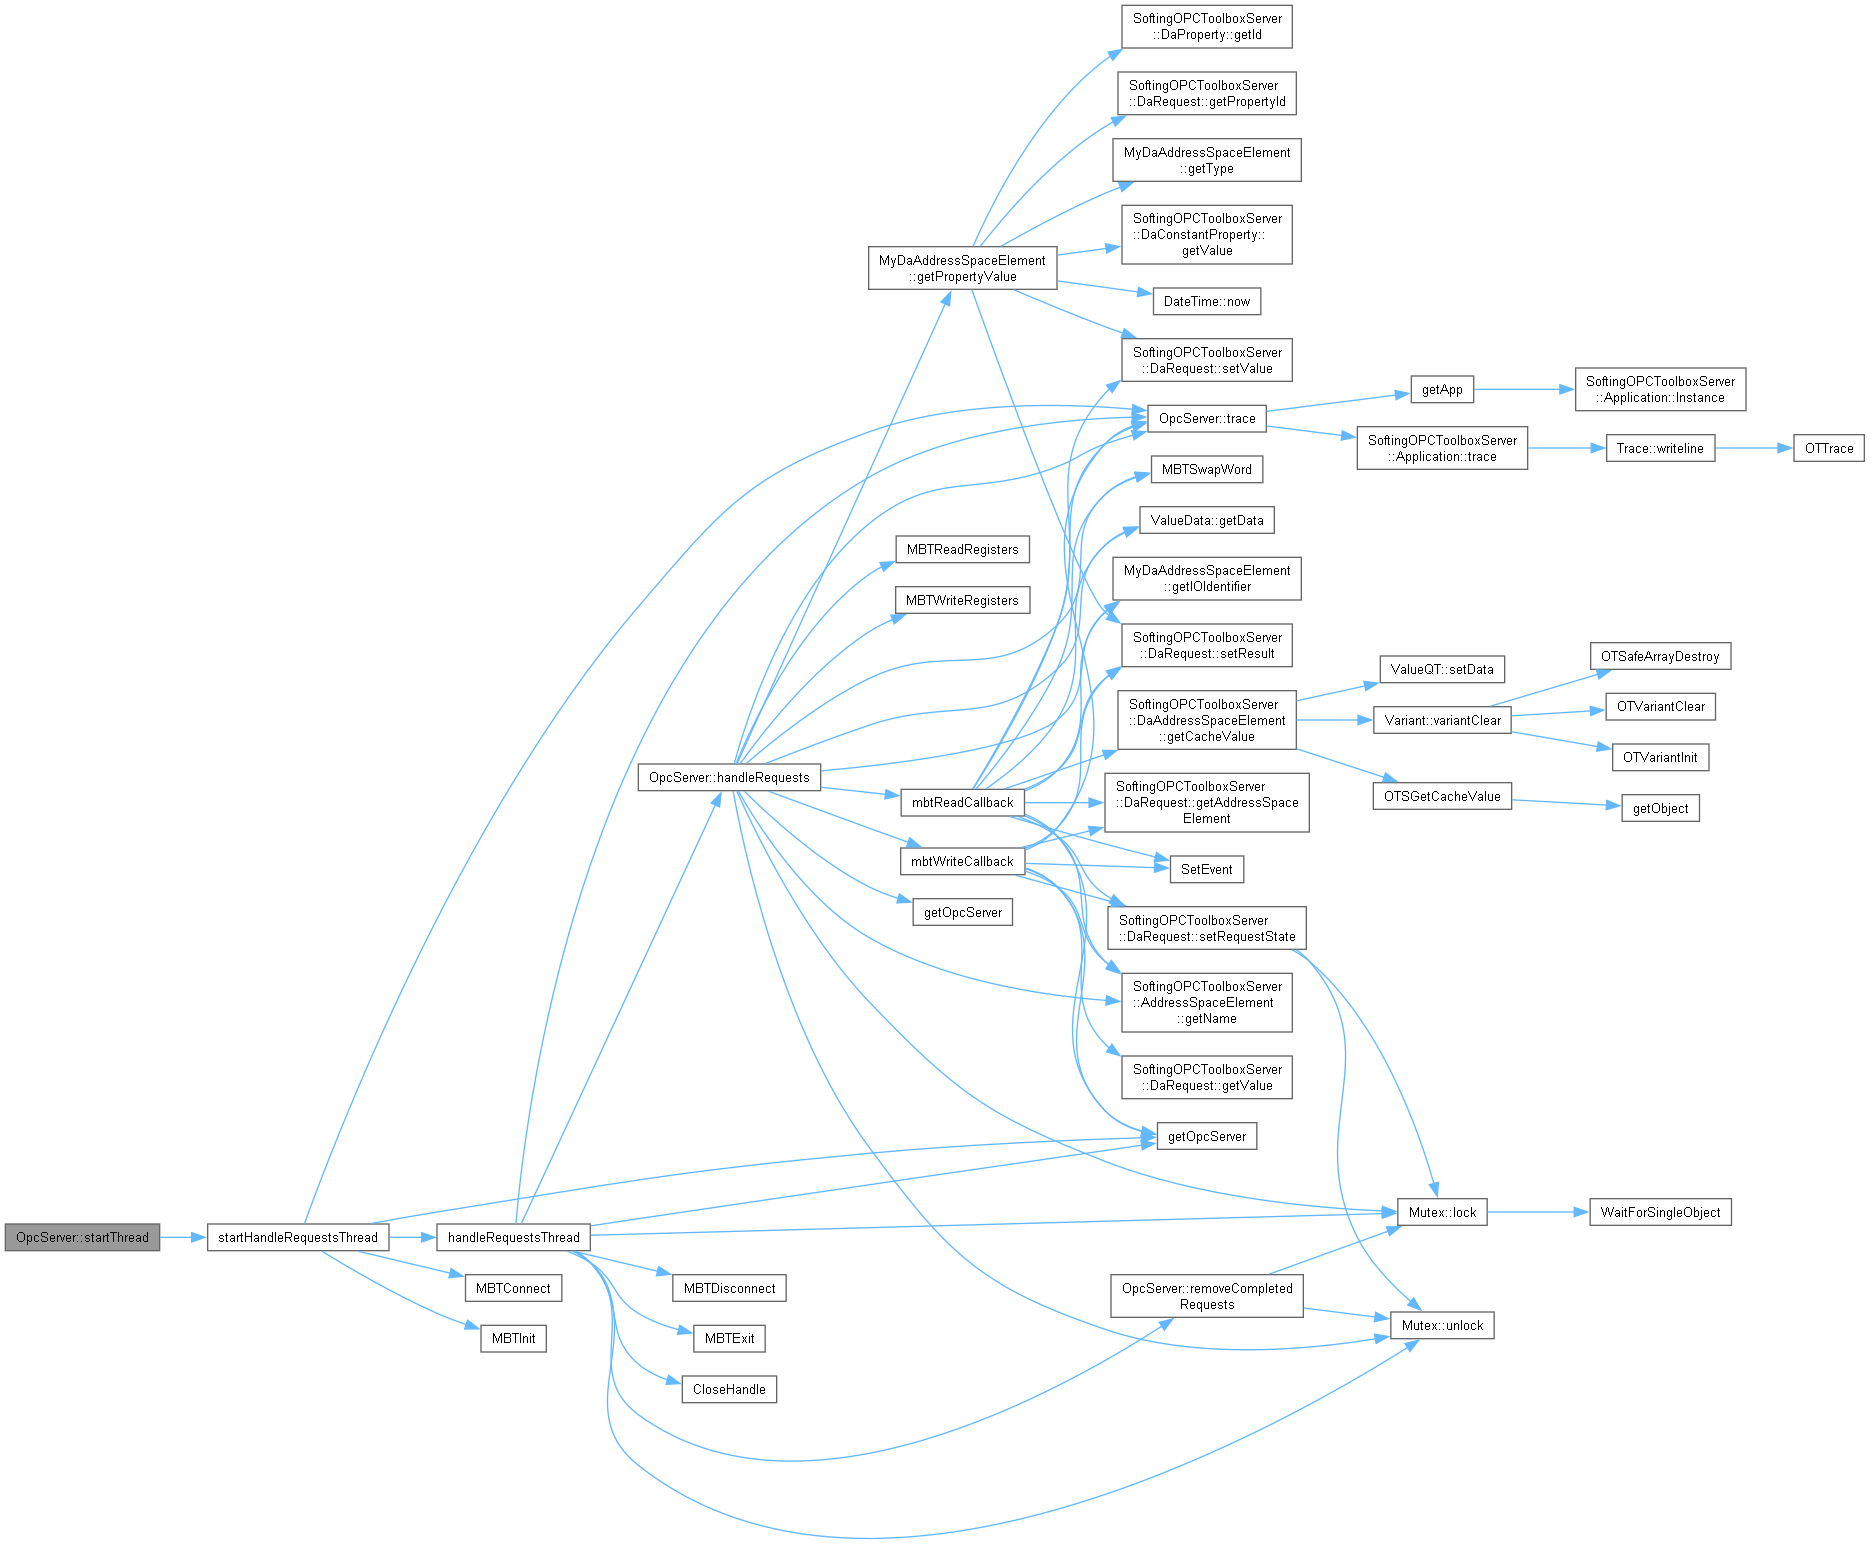 SoftingOPCToolboxServer
::DaProperty::getId
SoftingOPCToolboxServer
::DaRequest::getPropertyId
MyDaAddressSpaceElement
::getType
SoftingOPCToolboxServer
::DaConstantProperty::
getValue
MyDaAddressSpaceElement
::getPropertyValue
DateTime::now
SoftingOPCToolboxServer
::DaRequest::setValue
getApp
SoftingOPCToolboxServer
::Application::Instance
OpcServer::trace
SoftingOPCToolboxServer
::Application::trace
Trace::writeline
OTTrace
MBTSwapWord
ValueData::getData
MBTReadRegisters
MyDaAddressSpaceElement
::getIOIdentifier
MBTWriteRegisters
SoftingOPCToolboxServer
::DaRequest::setResult
ValueQT::setData
OTSafeArrayDestroy
SoftingOPCToolboxServer
::DaAddressSpaceElement
::getCacheValue
Variant::variantClear
OTVariantClear
OTVariantInit
OpcServer::handleRequests
mbtReadCallback
SoftingOPCToolboxServer
::DaRequest::getAddressSpace
Element
OTSGetCacheValue
getObject
mbtWriteCallback
SetEvent
getOpcServer
SoftingOPCToolboxServer
::DaRequest::setRequestState
SoftingOPCToolboxServer
::AddressSpaceElement
::getName
SoftingOPCToolboxServer
::DaRequest::getValue
getOpcServer
Mutex::lock
WaitForSingleObject
OpcServer::startThread
startHandleRequestsThread
handleRequestsThread
MBTConnect
MBTDisconnect
OpcServer::removeCompleted
Requests
MBTInit
MBTExit
Mutex::unlock
CloseHandle